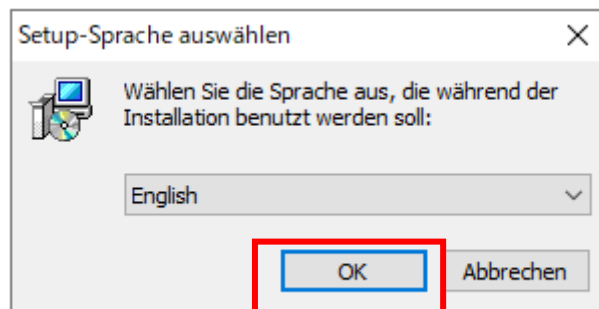 Setup-Sprache auswählen
Wählen Sie die Sprache aus, die während der
Installation benutzt werden soll:
English
OK
Abbrechen